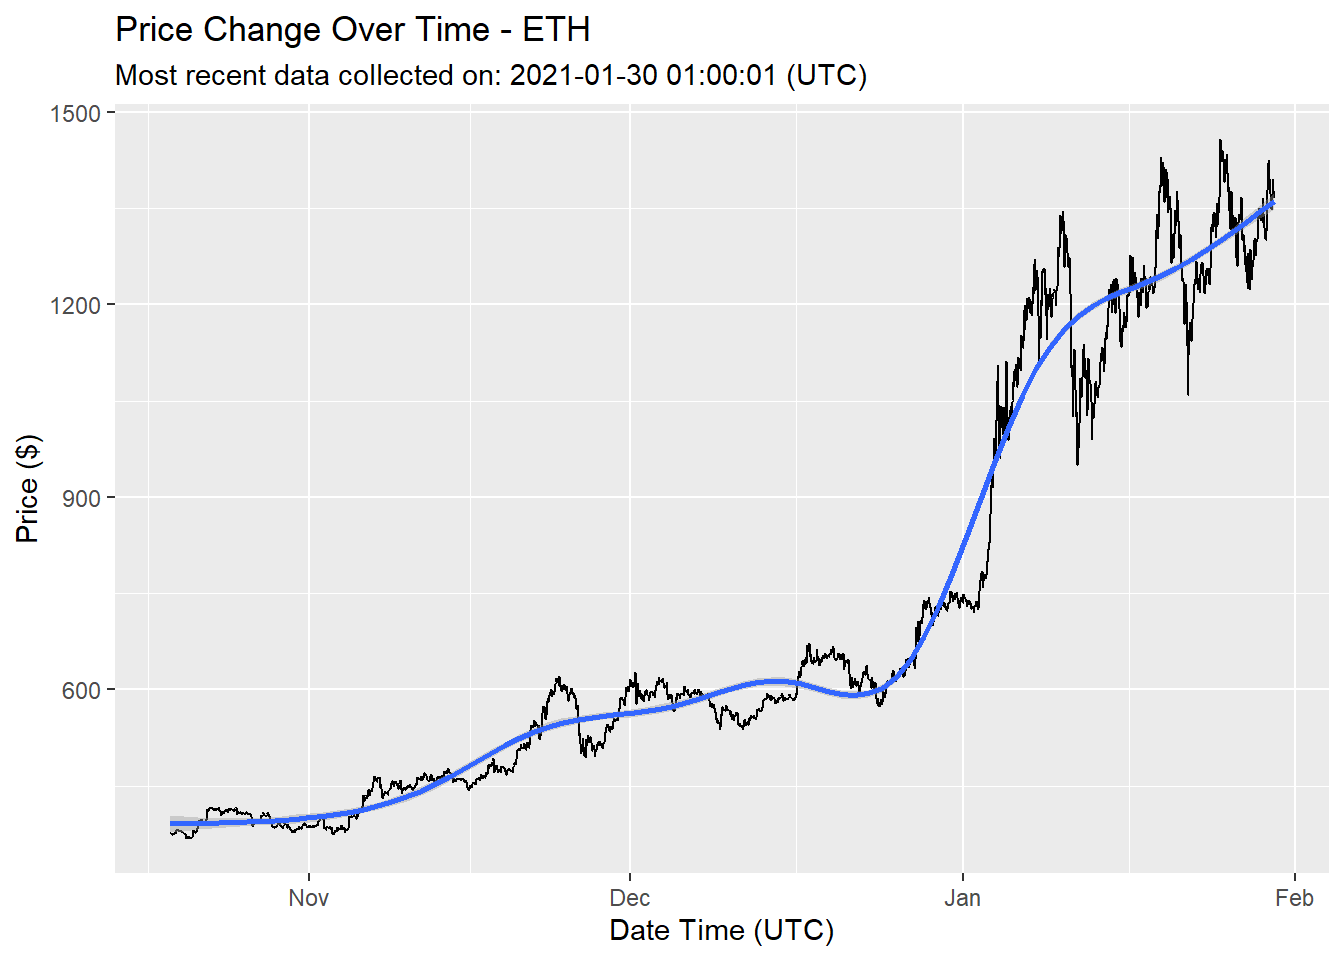 Price Change Over Time - ETH
Most recent data collected on: 2021-01-30 01:00:01 (UTC)
Price ($)
1500
1200
900
600
Nov Dec Jan Feb
Date Time (UTC)